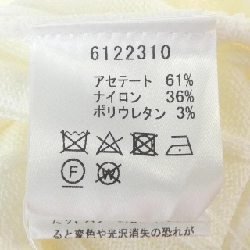 6122310
アセテート 61%
ナイロン 36%
ポリウレタン 3%
F W
ると変色や光沢消失の恐れが